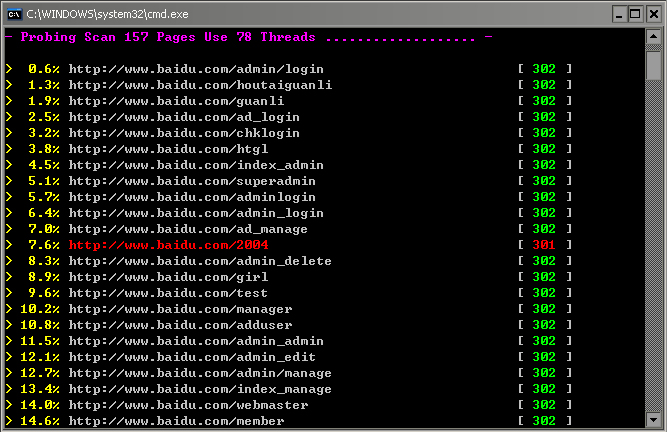 C:\WINDOWS\system32\cmd.exe
- Probing Scan 157 Pages Use 78 Threads ................... -
> 0.6% http://www.baidu.com/admin/login [ 302 ]
> 1.3% http://www.baidu.com/houtaiguanli [ 302 ]
> 1.9% http://www.baidu.com/guanli [ 302 ]
> 2.5% http://www.baidu.com/ad_login [ 302 ]
> 3.2% http://www.baidu.com/chklogin [ 302 ]
> 3.8% http://www.baidu.com/htgl [ 302 ]
> 4.5% http://www.baidu.com/index_admin [ 302 ]
> 5.1% http://www.baidu.com/superadmin [ 302 ]
> 5.7% http://www.baidu.com/adminlogin [ 302 ]
> 6.4% http://www.baidu.com/admin_login [ 302 ]
> 7.0% http://www.baidu.com/ad_manage [ 302 ]
> 7.6% http://www.baidu.com/2004 [ 301 ]
> 8.3% http://www.baidu.com/admin_delete [ 302 ]
> 8.9% http://www.baidu.com/girl [ 302 ]
> 9.6% http://www.baidu.com/test [ 302 ]
> 10.2% http://www.baidu.com/manager [ 302 ]
> 10.8% http://www.baidu.com/adduser [ 302 ]
> 11.5% http://www.baidu.com/admin_admin [ 302 ]
> 12.1% http://www.baidu.com/admin_edit [ 302 ]
> 12.7% http://www.baidu.com/admin/manage [ 302 ]
> 13.4% http://www.baidu.com/index_manage [ 302 ]
> 14.0% http://www.baidu.com/webmaster [ 302 ]
> 14.6% http://www.baidu.com/member [ 302 ]